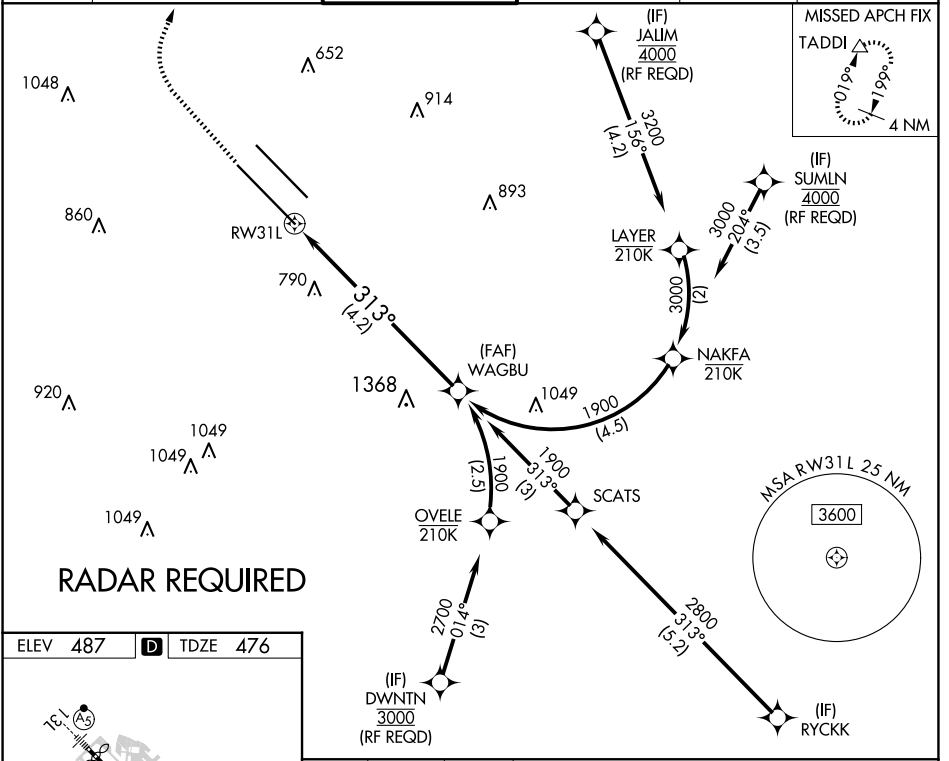 (IF)
JALIM
4000
(RF REQD)
MISSED APCH FIX
TADDI
019°
199°
4 NM
652
1048
914
3200
156°
(4.2)
(IF)
SUMLN
4000
(RF REQD)
893
3000
204°
(3.5)
860
RW31L
LAYER
210K
790
3000
(2)
313°
(4.2)
(FAF)
WAGBU
NAKFA
210K
920
1368
1049
1900
(4.5)
1049
1049
1900
(2.5)
1900
313°
(3)
SCATS
MSA RW31L 25 NM
3600
OVELE
210K
1049
RADAR REQUIRED
2700
014°
(3)
2800
313°
(5.2)
ELEV 487 D TDZE 476
(IF)
DWNTN
3000
(RF REQD)
(IF)
RYCKK
13L
A5